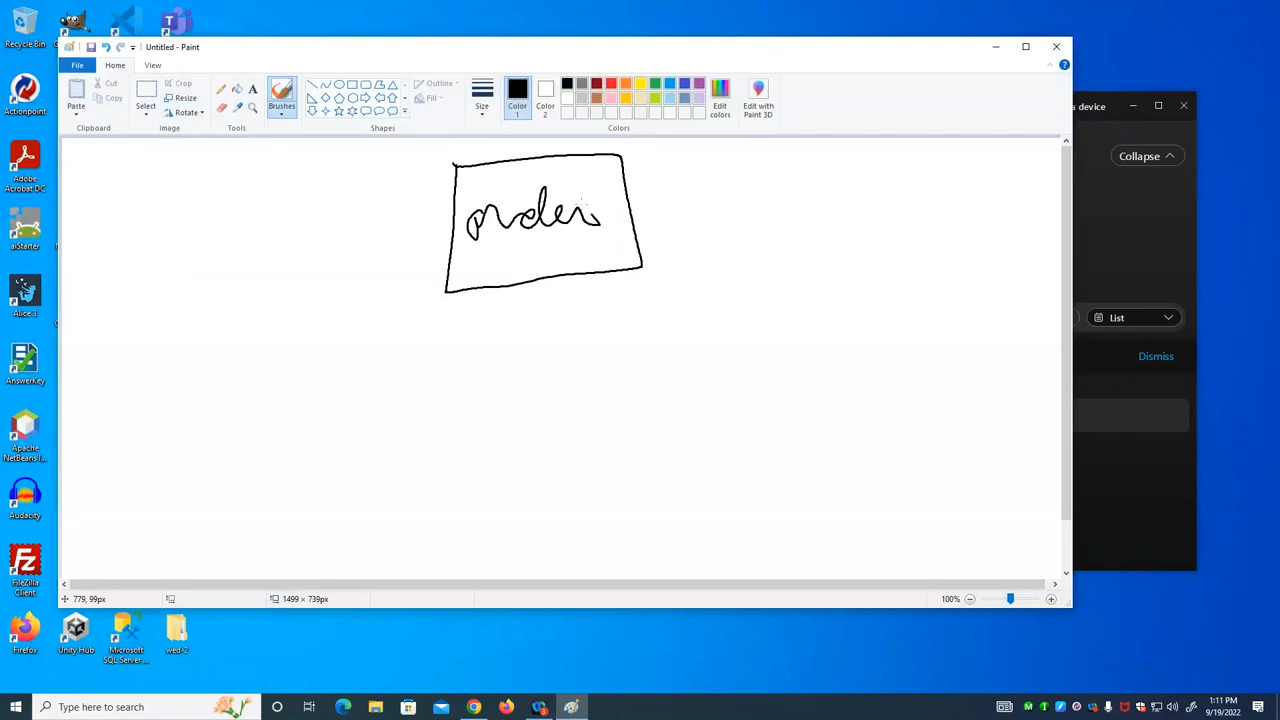 Recycle Bin
Untitled - Paint
File
Home
View
Actionpoint
Paste
Cut
Copy
Clipboard
Select
Crop
Resize
Rotate
Image
Tools
Brushes
Shapes
Outline
Fill
Size
Color 1
Color 2
Colors
Edit colors
Edit with Paint 3D
a device
Collapse
Adobe Acrobat DC
aiStarter
Alice 3
List
Dismiss
AnswerKey
Apache NetBeans I...
Audacity
FileZilla Client
779, 99px
1499 × 739px
100%
Firefox
Unity Hub
Microsoft SQL Server ...
wed-2
Type here to search
1:11 PM
9/19/2022